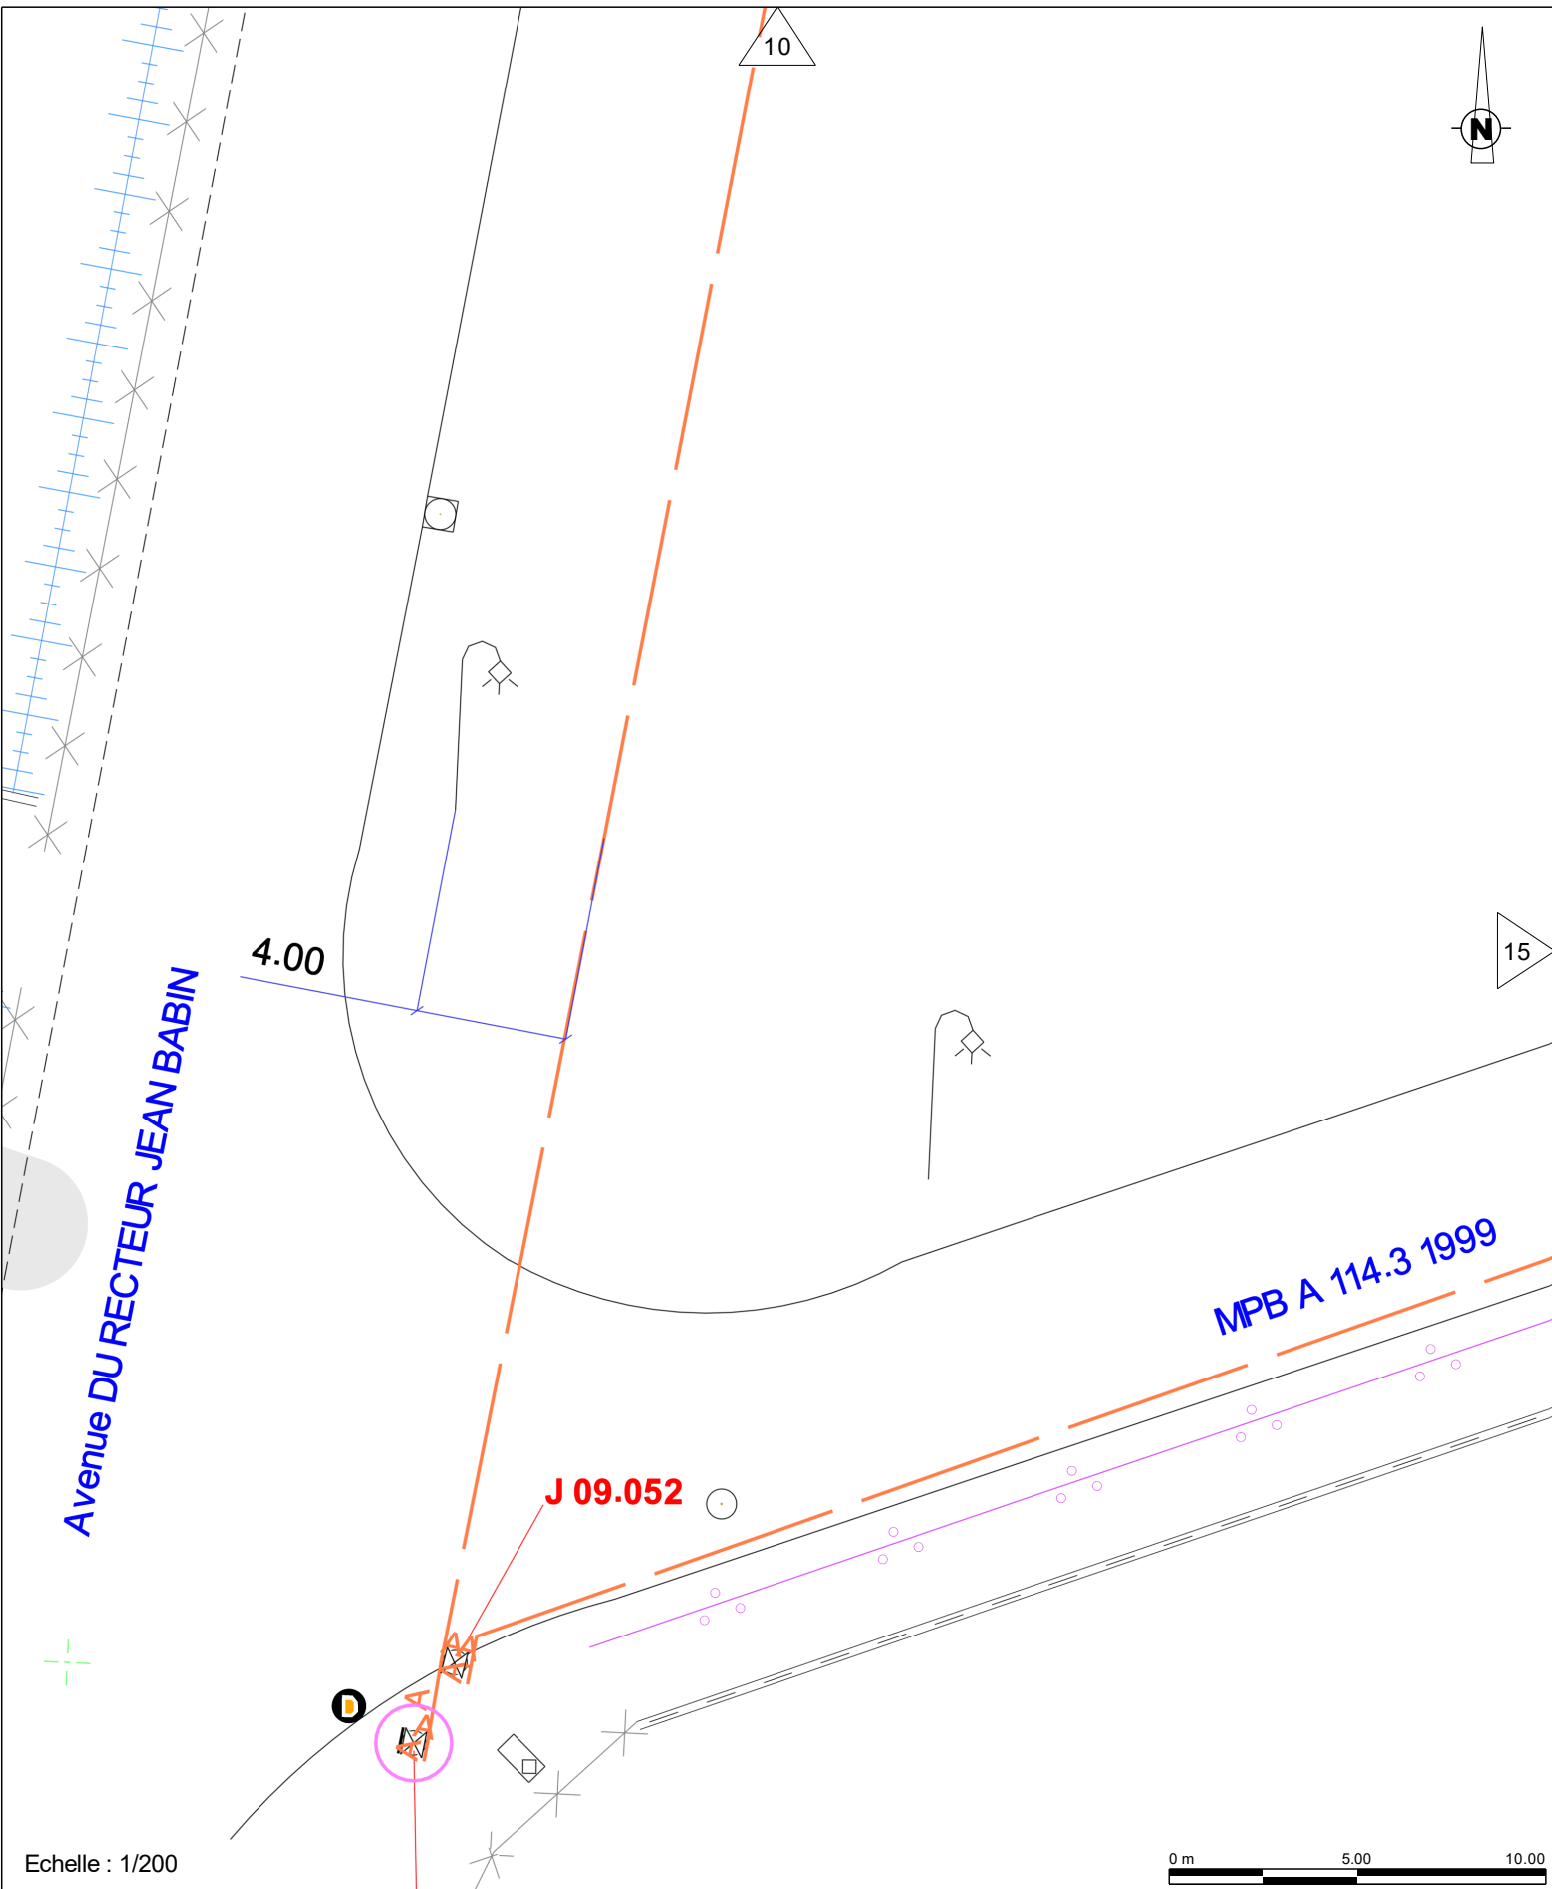 10
N
4.00
15
Avenue DU RECTEUR JEAN BABIN
MPB A 114.3 1999
J 09.052
A
A
A
A
A
A
D
Echelle : 1/200
0 m 5.00 10.00